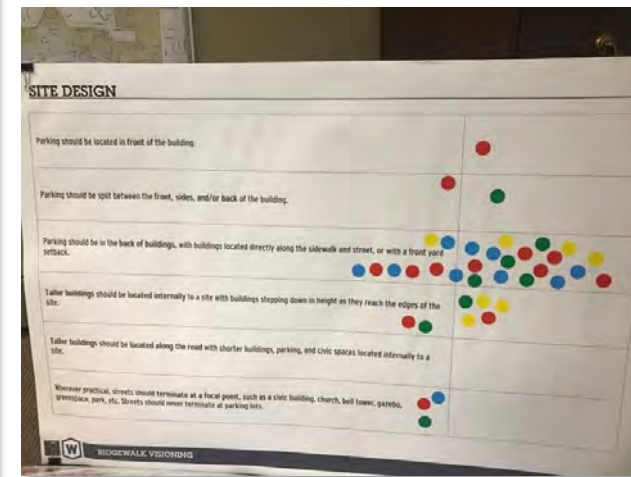 SITE DESIGN
Parking should be located in front of the building.
Parking should be split between the front, sides, and/or back of the building.
Parking should be in the back of buildings, with buildings located directly along the sidewalk and street, or with a front yard
setback.
Taller buildings should be located internally to a site with buildings stepping down in height as they reach the edges of the
site.
Taller buildings should be located along the road with shorter buildings, parking, and civic spaces located internally to a
site.
Wherever practical, streets should terminate at a focal point, such as a civic building, church, bell tower, gazebo,
greenspace, park, etc. Streets should never terminate at parking lots.
W
RIDGEWALK VISIONING